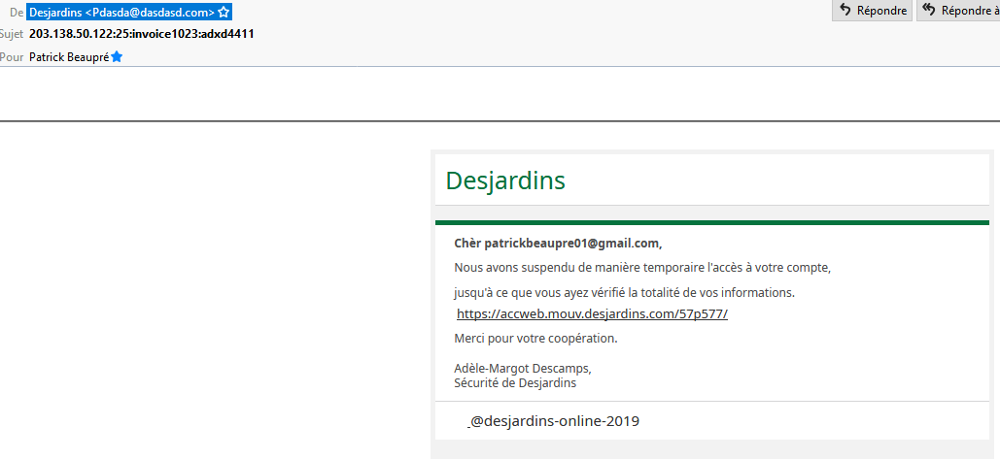 De Desjardins <Pdasda@dasdasd.com>
Répondre
Répondre à
Sujet 203.138.50.122:25:invoice1023:adxd4411
Pour Patrick Beaupré
Desjardins
Chèr patrickbeaupre01@gmail.com,
Nous avons suspendu de manière temporaire l'accès à votre compte,
jusqu'à ce que vous ayez vérifié la totalité de vos informations.
https://accweb.mouv.desjardins.com/57p577/
Merci pour votre coopération.
Adèle-Margot Descamps,
Sécurité de Desjardins
_@desjardins-online-2019